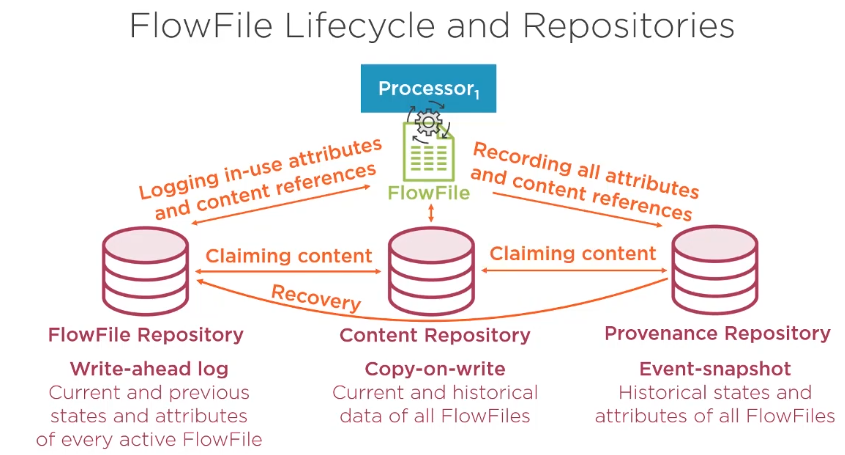 FlowFile Lifecycle and Repositories
Processor1
FlowFile
Logging in-use attributes
and content references
Recording all attributes
and content references
Claiming content
Claiming content
Recovery
FlowFile Repository
Write-ahead log
Current and previous
states and attributes
of every active FlowFile
Content Repository
Copy-on-write
Current and historical
data of all FlowFiles
Provenance Repository
Event-snapshot
Historical states and
attributes of all FlowFiles